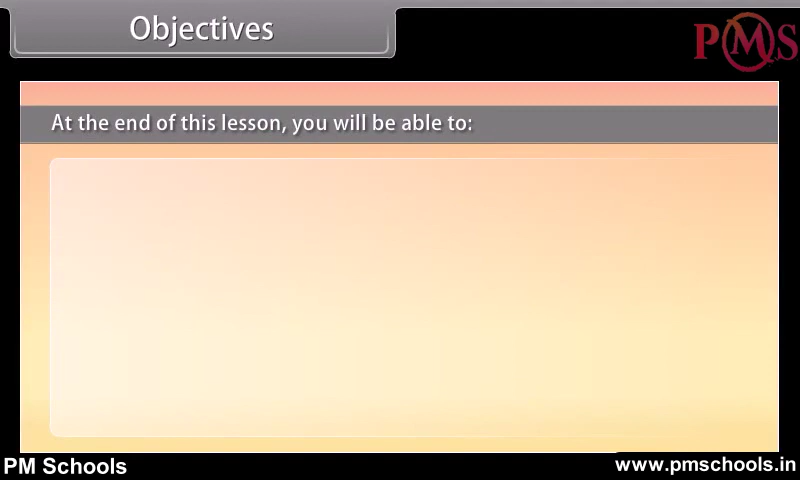 Objectives
PMS
At the end of this lesson, you will be able to:
PM Schools
www.pmschools.in